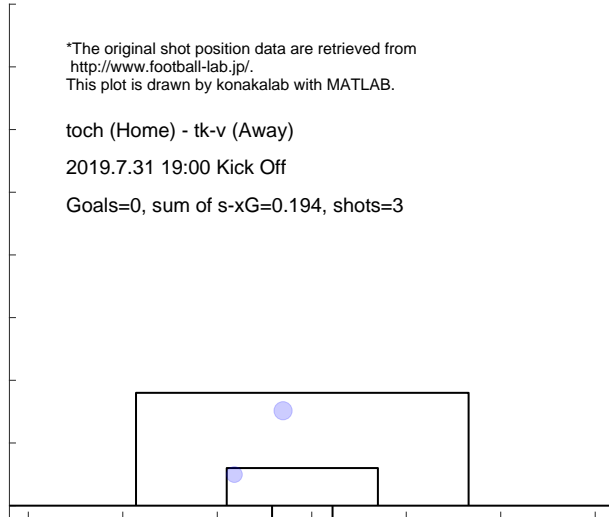 *The original shot position data are retrieved from
http://www.football-lab.jp/.
This plot is drawn by konakalab with MATLAB.
toch (Home) - tk-v (Away)
2019.7.31 19:00 Kick Off
Goals=0, sum of s-xG=0.194, shots=3